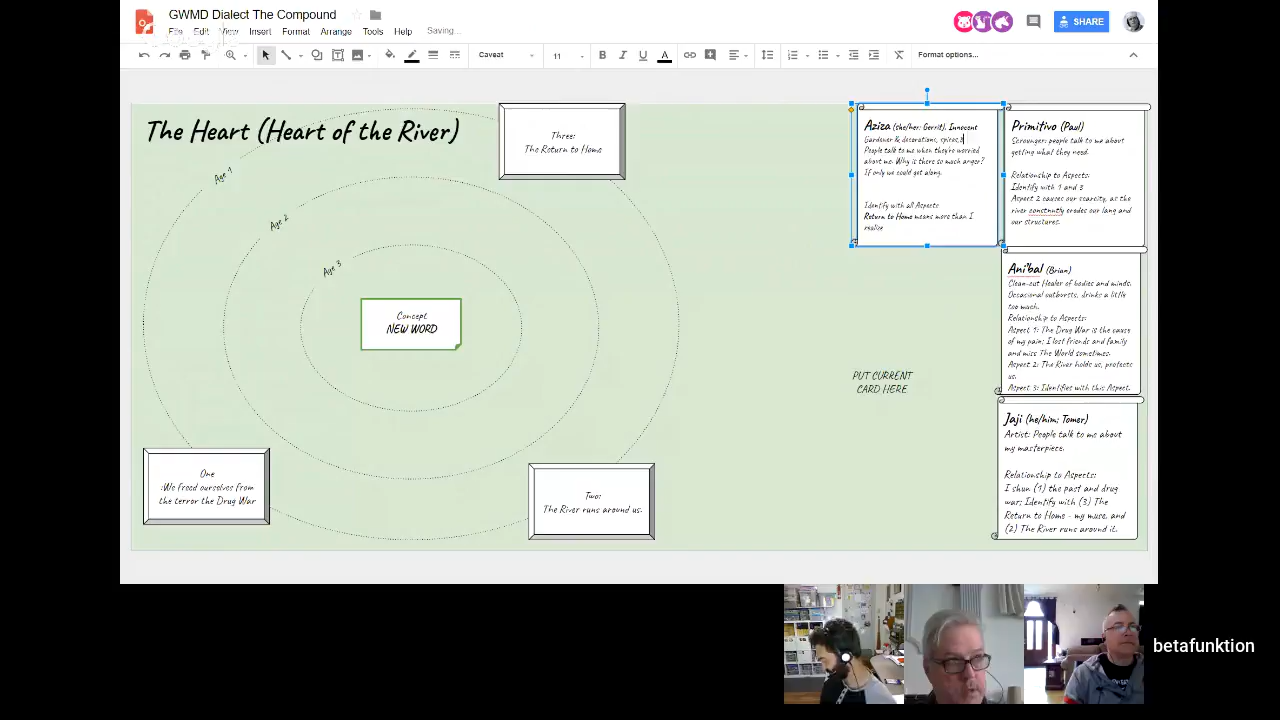 GWMD Dialect The Compound
File Edit View Insert Format Arrange Tools Help Saving...
SHARE
Caveat 11 Format options...
The Heart (Heart of the River)
Age 1
Age 2
Age 3
Three:
The Return to Home
Concept
NEW WORD
One
:We freed ourselves from
the terror the Drug War
Two:
The River runs around us.
PUT CURRENT
CARD HERE
Aziza (she/her: Gerrit). Innocent
Gardener & decorations, spires,s
People talk to me when they're worried
about me. Why is there so much anger?
If only we could get along.
Identify with all Aspects
Return to Home means more than I
realize
Primitivo (Paul)
Scrounger: people talk to me about
getting what they need.
Relationship to Aspects:
Identify with 1 and 3
Aspect 2 causes our scarcity, as the
river constnutly erodes our lang and
our structures.
Ani'bal (Brian)
Clean-cut Healer of bodies and minds.
Occasional outbursts, drinks a little
too much.
Relationship to Aspects:
Aspect 1: The Drug War is the cause
of my pain; I lost friends and family
and miss The World sometimes.
Aspect 2: The River holds us, protects
us.
Aspect 3: Identifies with this Aspect.
Jaji (he/him; Tomer)
Artist: People talk to me about
my masterpiece.
Relationship to Aspects:
I shun (1) the past and drug
war; Identify with (3) The
Return to Home - my muse, and
(2) The River runs around it.
betafunktion